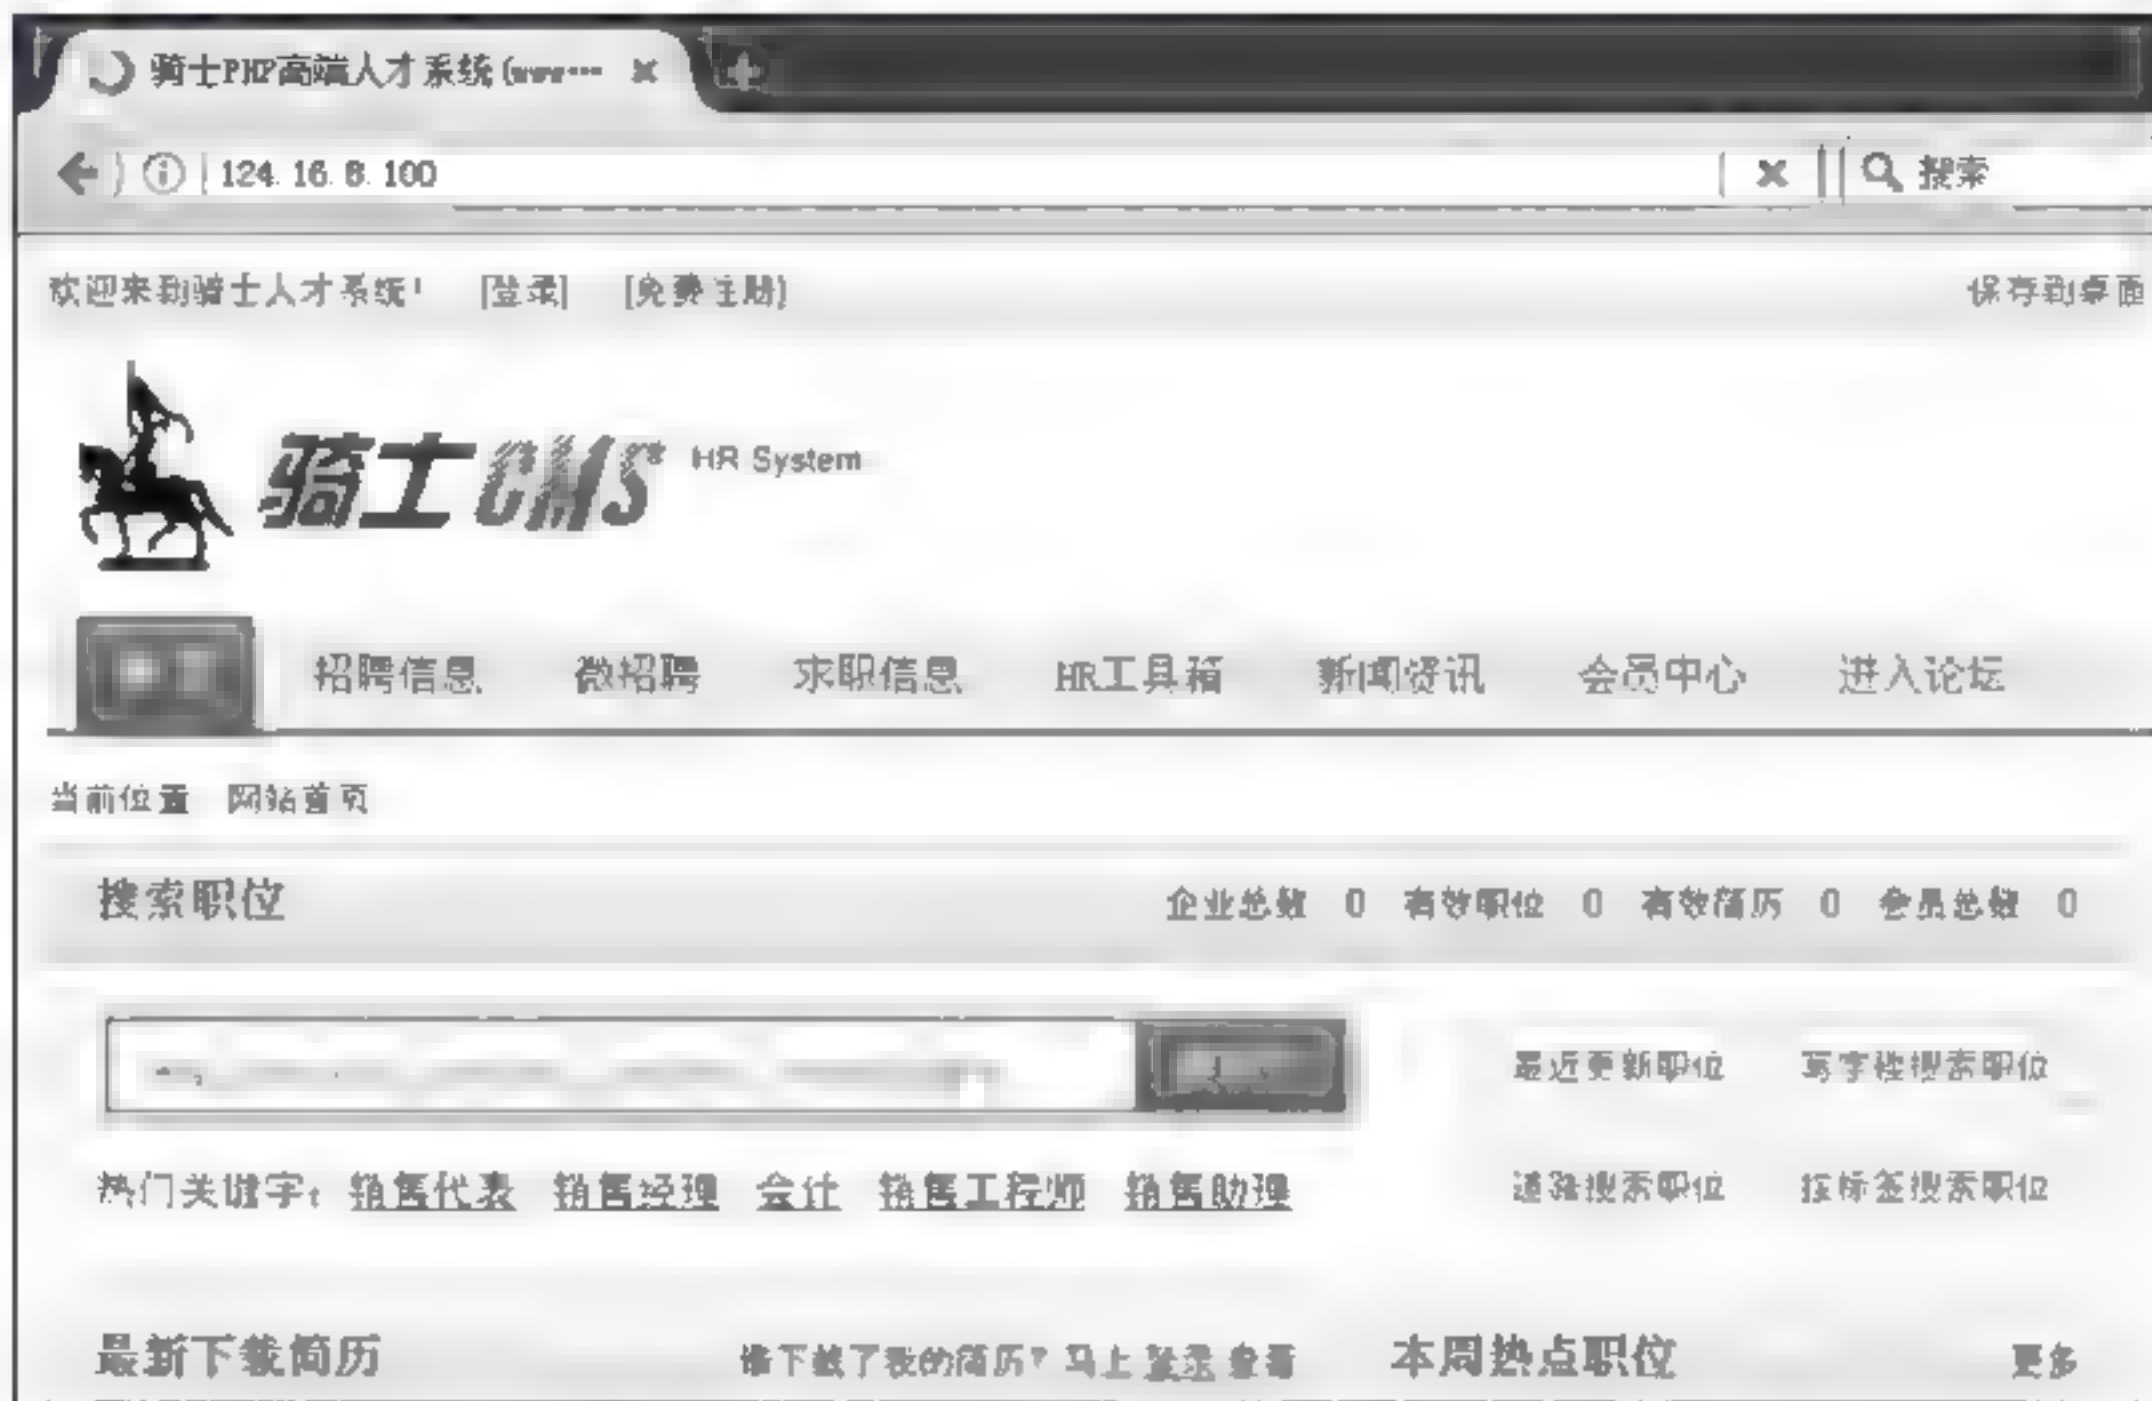 骑士PHP高端人才系统(www…
124.16.8.100 搜索
欢迎来到骑士人才系统! [登录] [免费注册] 保存到桌面
骑士CMS HR System
招聘信息 微招聘 求职信息 HR工具箱 新闻资讯 会员中心 进入论坛
当前位置 网站首页
搜索职位 企业总数 0 有效职位 0 有效简历 0 会员总数 0
最近更新职位 写字楼搜索职位
热门关键字: 销售代表 销售经理 会计 销售工程师 销售助理 道路搜索职位 按标签搜索职位
最新下载简历 谁下载了我的简历? 马上 登录 查看 本周热点职位 更多